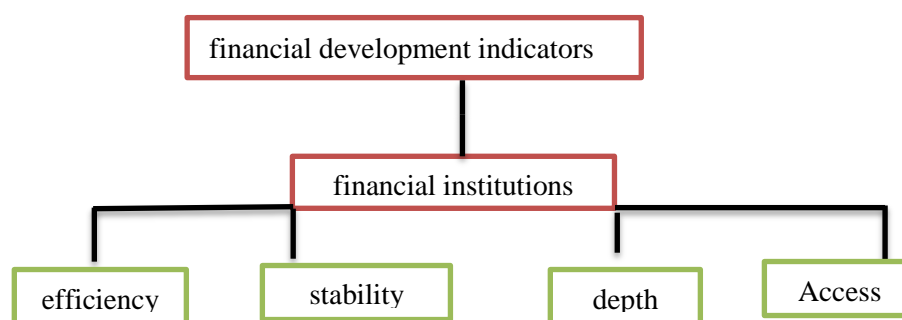 financial development indicators
financial institutions
efficiency
stability
depth
Access